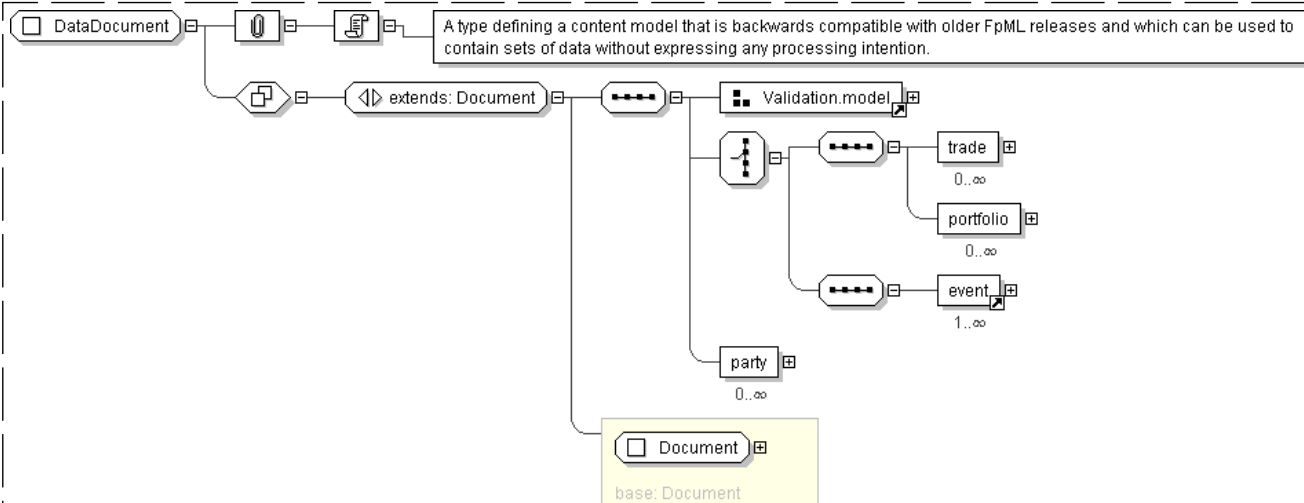 DataDocument
A type defining a content model that is backwards compatible with older FpML releases and which can be used to
contain sets of data without expressing any processing intention.
extends: Document
Validation.model
trade
0..∞
portfolio
0..∞
event
1..∞
party
0..∞
Document
base: Document